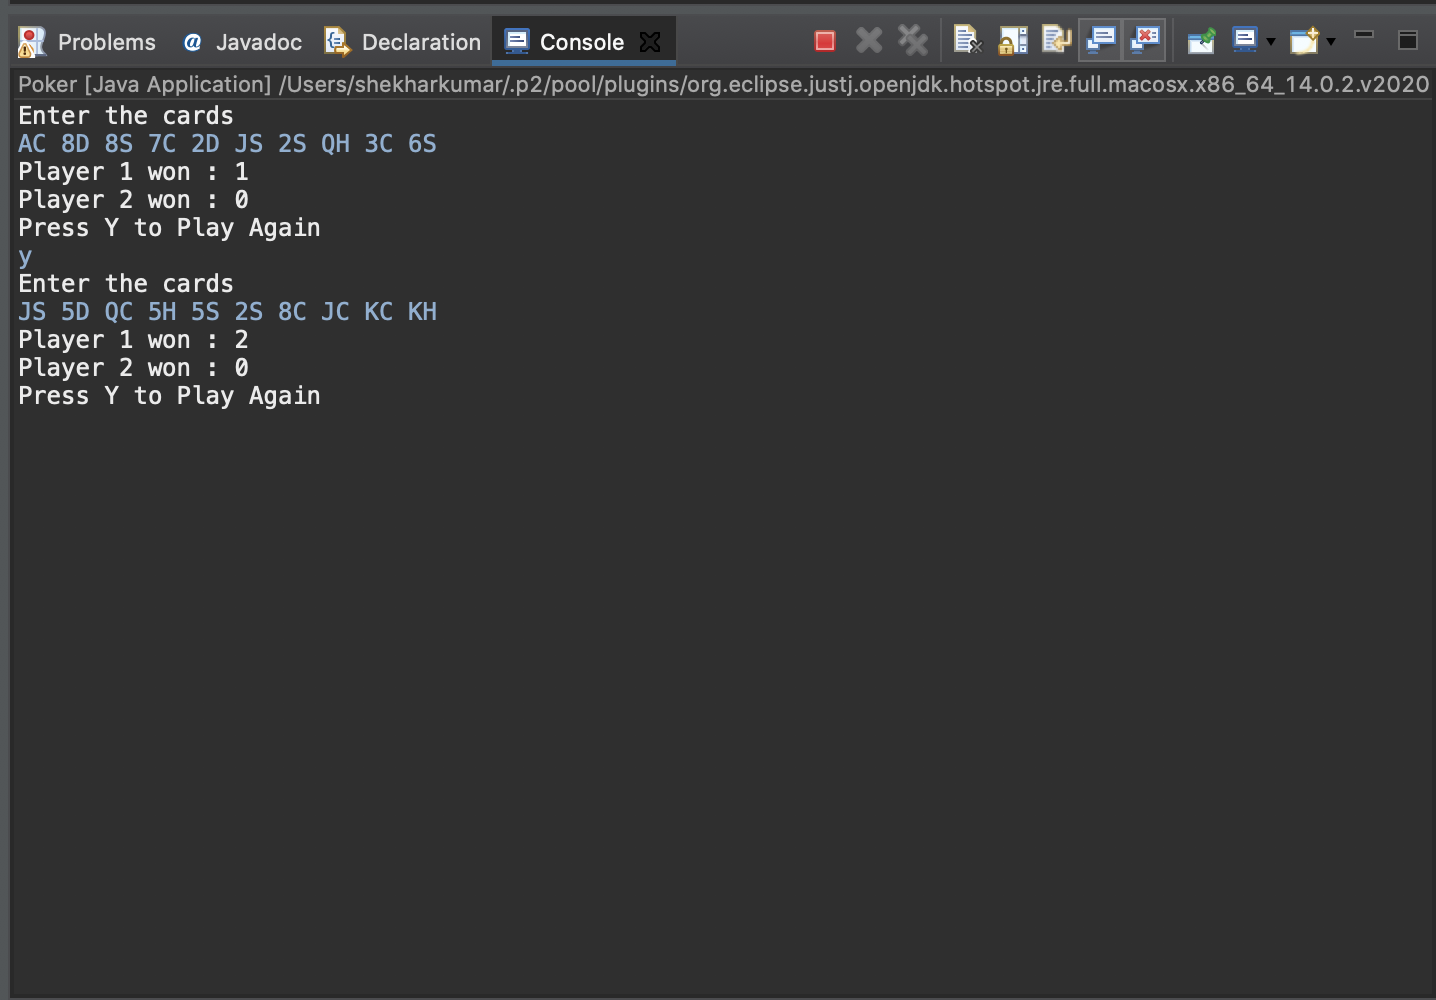 Problems @ Javadoc Declaration Console
Poker [Java Application] /Users/shekharkumar/.p2/pool/plugins/org.eclipse.justj.openjdk.hotspot.jre.full.macosx.x86_64_14.0.2.v2020
Enter the cards
AC 8D 8S 7C 2D JS 2S QH 3C 6S
Player 1 won : 1
Player 2 won : 0
Press Y to Play Again
y
Enter the cards
JS 5D QC 5H 5S 2S 8C JC KC KH
Player 1 won : 2
Player 2 won : 0
Press Y to Play Again